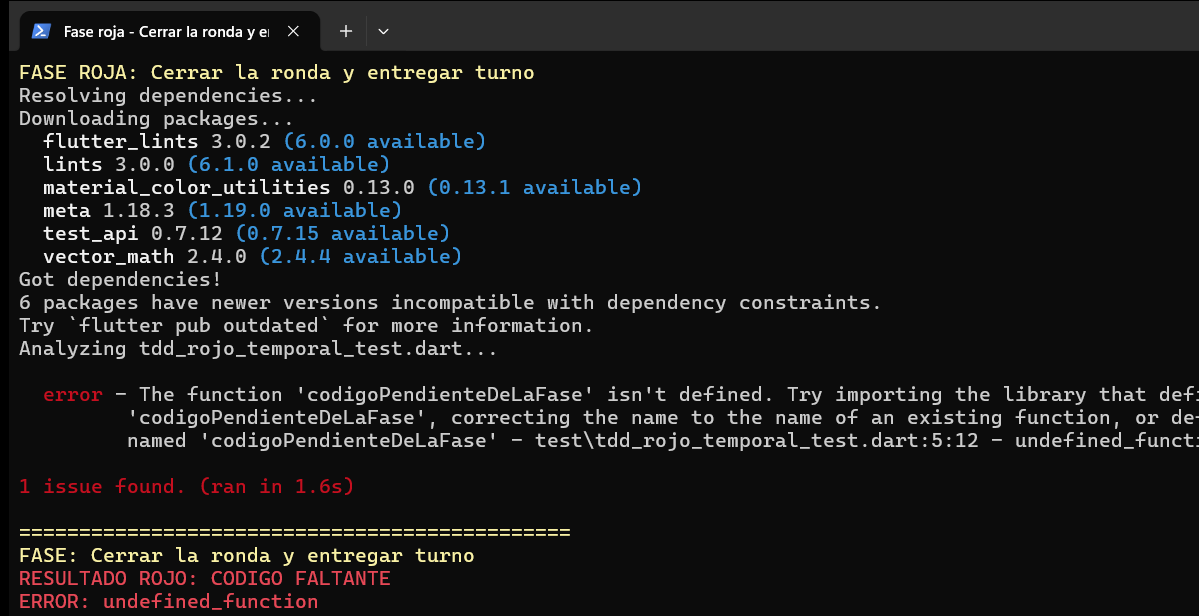 Fase roja - Cerrar la ronda y e
FASE ROJA: Cerrar la ronda y entregar turno
Resolving dependencies...
Downloading packages...
flutter_lints 3.0.2 (6.0.0 available)
lints 3.0.0 (6.1.0 available)
material_color_utilities 0.13.0 (0.13.1 available)
meta 1.18.3 (1.19.0 available)
test_api 0.7.12 (0.7.15 available)
vector_math 2.4.0 (2.4.4 available)
Got dependencies!
6 packages have newer versions incompatible with dependency constraints.
Try `flutter pub outdated` for more information.
Analyzing tdd_rojo_temporal_test.dart...
error - The function 'codigoPendienteDeLaFase' isn't defined. Try importing the library that defi
'codigoPendienteDeLaFase', correcting the name to the name of an existing function, or de
named 'codigoPendienteDeLaFase' - test\tdd_rojo_temporal_test.dart:5:12 - undefined_functi
1 issue found. (ran in 1.6s)
==============================================
FASE: Cerrar la ronda y entregar turno
RESULTADO ROJO: CODIGO FALTANTE
ERROR: undefined_function